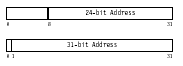 24-bit Address
0 8 31
31-bit Address
0 1 31